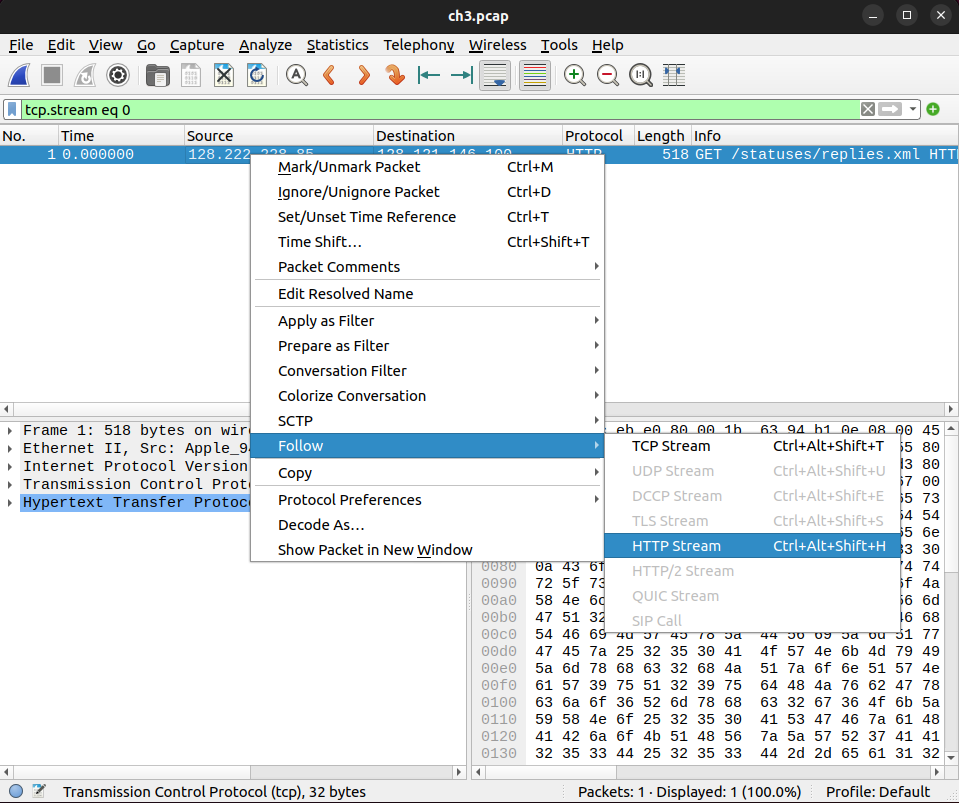 ch3.pcap
File Edit View Go Capture Analyze Statistics Telephony Wireless Tools Help
tcp.stream eq 0
No. Time Source Destination Protocol Length Info
1 0.000000 128.222.228.85 128.121.146.100 HTTP 518 GET /statuses/replies.xml HTT
Mark/Unmark Packet Ctrl+M
Ignore/Unignore Packet Ctrl+D
Set/Unset Time Reference Ctrl+T
Time Shift… Ctrl+Shift+T
Packet Comments
Edit Resolved Name
Apply as Filter
Prepare as Filter
Conversation Filter
Colorize Conversation
SCTP
Follow
Copy
Protocol Preferences
Decode As…
Show Packet in New Window
TCP Stream Ctrl+Alt+Shift+T
UDP Stream Ctrl+Alt+Shift+U
DCCP Stream Ctrl+Alt+Shift+E
TLS Stream Ctrl+Alt+Shift+S
HTTP Stream Ctrl+Alt+Shift+H
HTTP/2 Stream
QUIC Stream
SIP Call
Frame 1: 518 bytes on wir
Ethernet II, Src: Apple_9
Internet Protocol Version
Transmission Control Prot
Hypertext Transfer Protoc
eb e0 80 00 1b 63 94 b1 0e 08 00 45
80
80
00
73
54
6e
30
0080 0a 43 6f 74 74
0090 72 5f 73 6f 4a
00a0 58 4e 6c 66 6d
00b0 47 51 32 46 68
00c0 54 46 69 4d 57 45 78 5a 44 56 69 5a 6d 51 77
00d0 47 45 7a 25 32 35 30 41 4f 57 4e 6b 4d 79 49
00e0 5a 6d 78 68 63 32 68 4a 51 7a 6f 6e 51 57 4e
00f0 61 57 39 75 51 32 39 75 64 48 4a 76 62 47 78
0100 63 6a 6f 36 52 6d 78 68 63 32 67 36 4f 6b 5a
0110 59 58 4e 6f 25 32 35 30 41 53 47 46 7a 61 48
0120 41 42 6a 6f 4b 51 48 56 7a 5a 57 52 37 41 41
0130 32 35 33 44 25 32 35 33 44 2d 2d 65 61 31 32
Transmission Control Protocol (tcp), 32 bytes Packets: 1 · Displayed: 1 (100.0%) Profile: Default